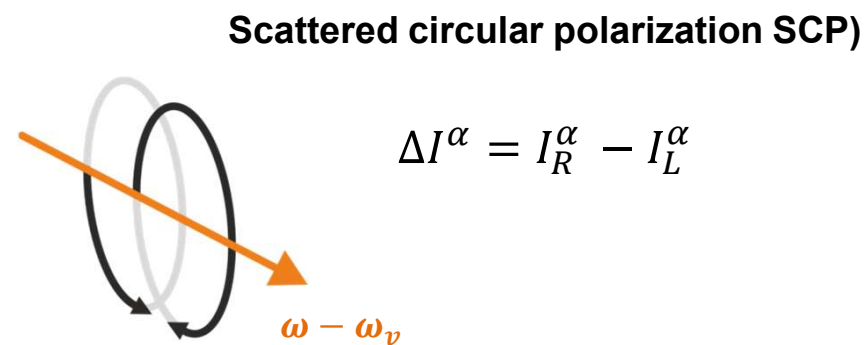 Scattered circular polarization SCP)
ΔI^α = I_R^α − I_L^α
ω − ω_v